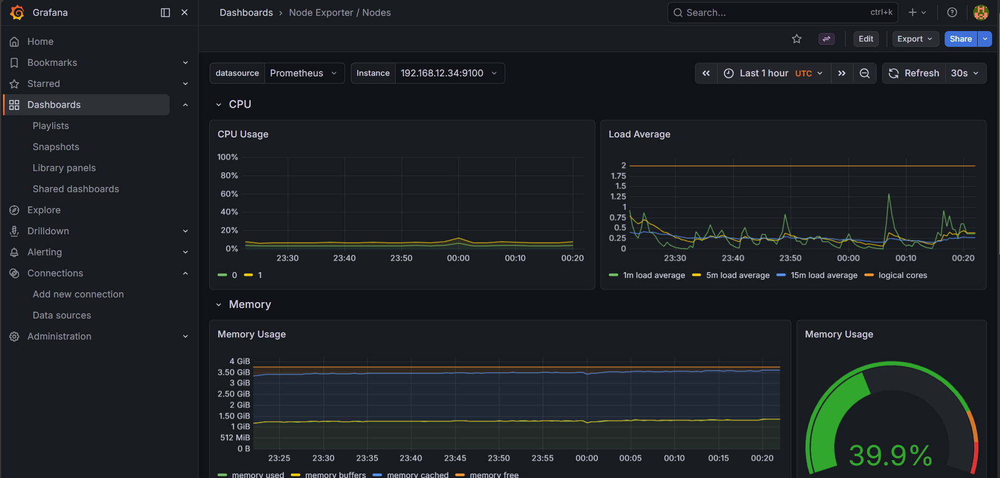 Grafana
Dashboards › Node Exporter / Nodes
Search...
ctrl+k
Home
Bookmarks
Starred
Dashboards
Playlists
Snapshots
Library panels
Shared dashboards
Explore
Drilldown
Alerting
Connections
Add new connection
Data sources
Administration
Edit
Export
Share
datasource Prometheus
Instance 192.168.12.34:9100
Last 1 hour UTC
Refresh 30s
CPU
CPU Usage
100%
80%
60%
40%
20%
0%
23:30 23:40 23:50 00:00 00:10 00:20
0 1
Load Average
2
1.75
1.5
1.25
1
0.75
0.5
0.25
0
23:30 23:40 23:50 00:00 00:10 00:20
1m load average 5m load average 15m load average logical cores
Memory
Memory Usage
4 GiB
3.50 GiB
3 GiB
2.50 GiB
2 GiB
1.50 GiB
1 GiB
512 MiB
0 B
23:25 23:30 23:35 23:40 23:45 23:50 23:55 00:00 00:05 00:10 00:15 00:20
memory used memory buffers memory cached memory free
Memory Usage
39.9%